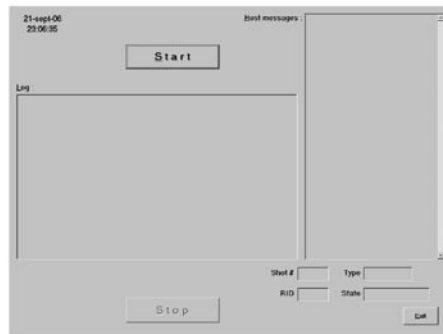 21-sept-06
23:06:35
Host messages :
Start
Log
Shot #
Type
RID
State
Stop
Exit